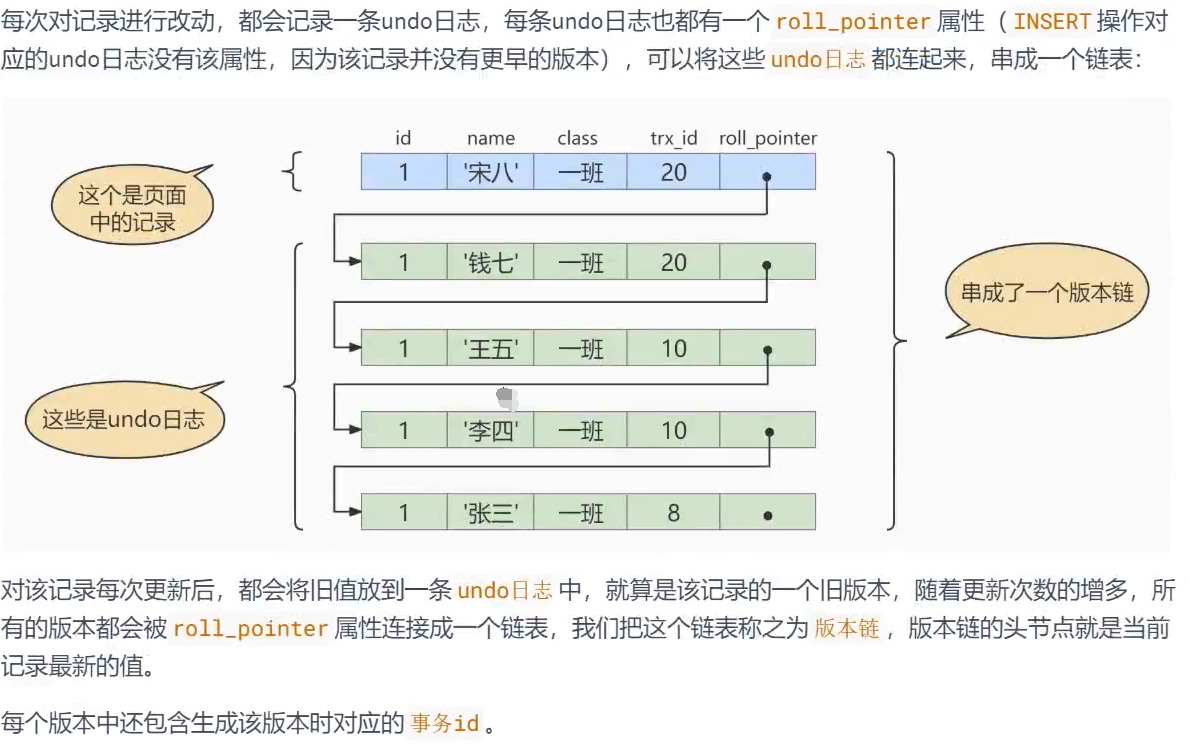 每次对记录进行改动，都会记录一条undo日志，每条undo日志也都有一个 roll_pointer 属性（ INSERT 操作对
应的undo日志没有该属性，因为该记录并没有更早的版本），可以将这些 undo日志 都连起来，串成一个链表：
id name class trx_id roll_pointer
1 '宋八' 一班 20
这个是页面
中的记录
1 '钱七' 一班 20
串成了一个版本链
1 '王五' 一班 10
这些是undo日志
1 '李四' 一班 10
1 '张三' 一班 8
对该记录每次更新后，都会将旧值放到一条 undo日志 中，就算是该记录的一个旧版本，随着更新次数的增多，所
有的版本都会被 roll_pointer 属性连接成一个链表，我们把这个链表称之为 版本链 ，版本链的头节点就是当前
记录最新的值。
每个版本中还包含生成该版本时对应的 事务id 。